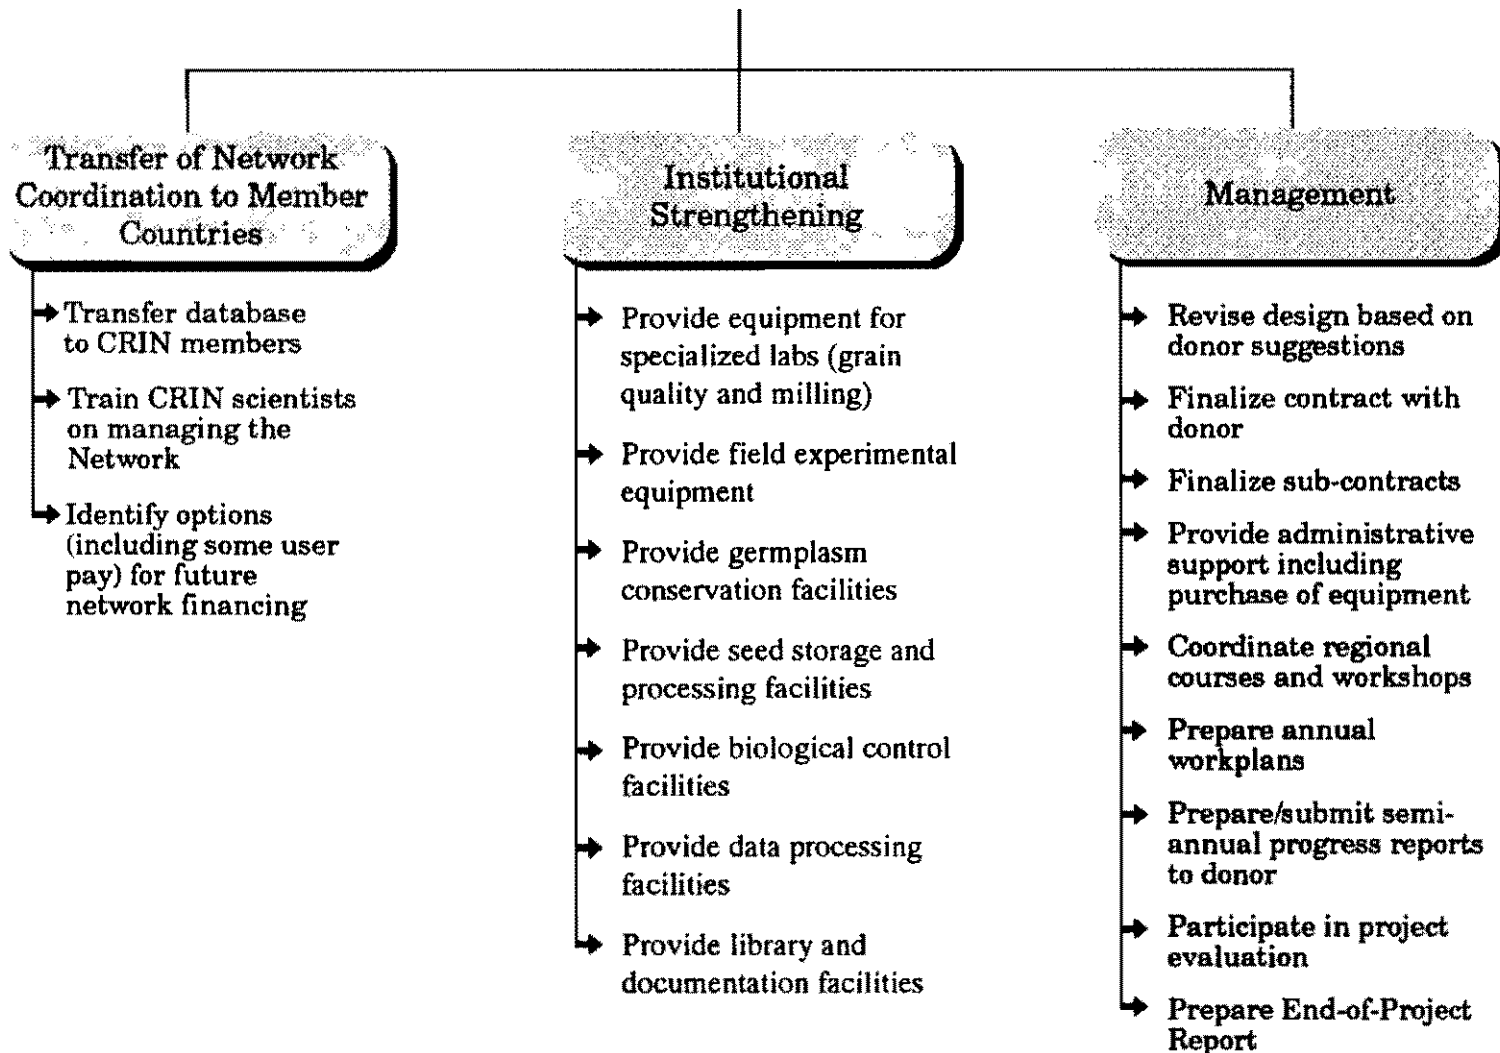 Transfer of Network
Coordination to Member
Countries
Transfer database
to CRIN members
Train CRIN scientists
on managing the
Network
Identify options
(including some user
pay) for future
network financing
Institutional
Strengthening
Provide equipment for
specialized labs (grain
quality and milling)
Provide field experimental
equipment
Provide germplasm
conservation facilities
Provide seed storage and
processing facilities
Provide biological control
facilities
Provide data processing
facilities
Provide library and
documentation facilities
Management
Revise design based on
donor suggestions
Finalize contract with
donor
Finalize sub-contracts
Provide administrative
support including
purchase of equipment
Coordinate regional
courses and workshops
Prepare annual
workplans
Prepare/submit semi-
annual progress reports
to donor
Participate in project
evaluation
Prepare End-of-Project
Report